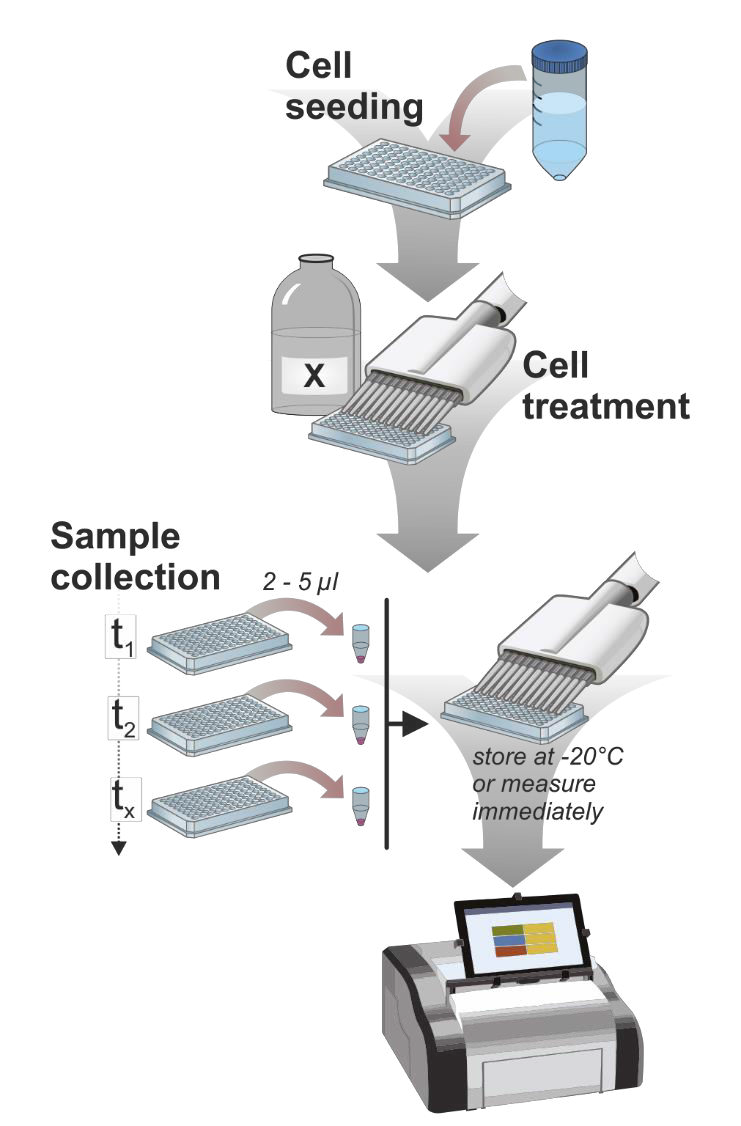 Cell
seeding
X
Cell
treatment
Sample
collection
2 - 5 µl
t1
t2
tx
store at -20°C
or measure
immediately